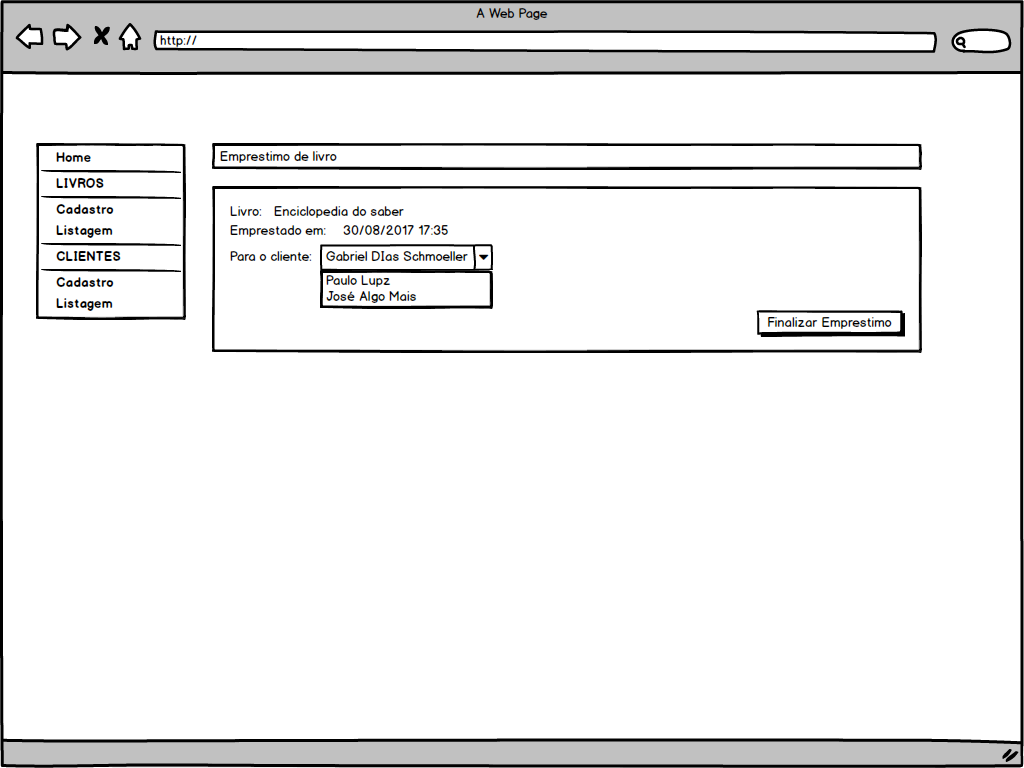 A Web Page
http://
Home
LIVROS
Cadastro
Listagem
CLIENTES
Cadastro
Listagem
Emprestimo de livro
Livro: Enciclopedia do saber
Emprestado em: 30/08/2017 17:35
Para o cliente: Gabriel DIas Schmoeller
Paulo Lupz
José Algo Mais
Finalizar Emprestimo